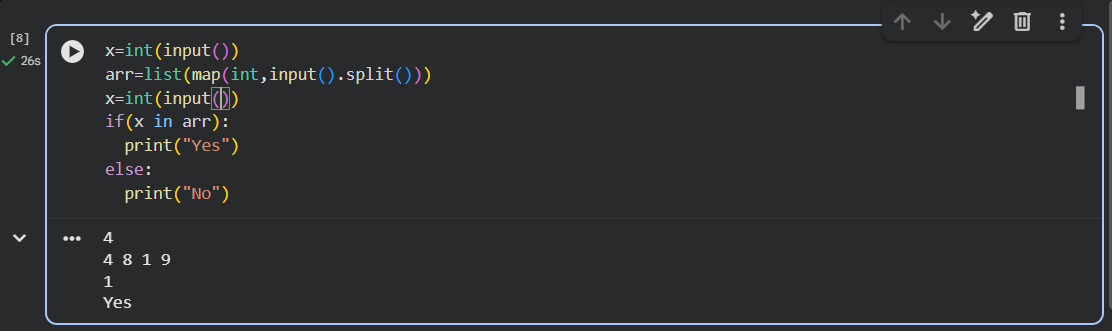 [8]
26s
x=int(input())
arr=list(map(int,input().split()))
x=int(input())
if(x in arr):
  print("Yes")
else:
  print("No")
4
4 8 1 9
1
Yes